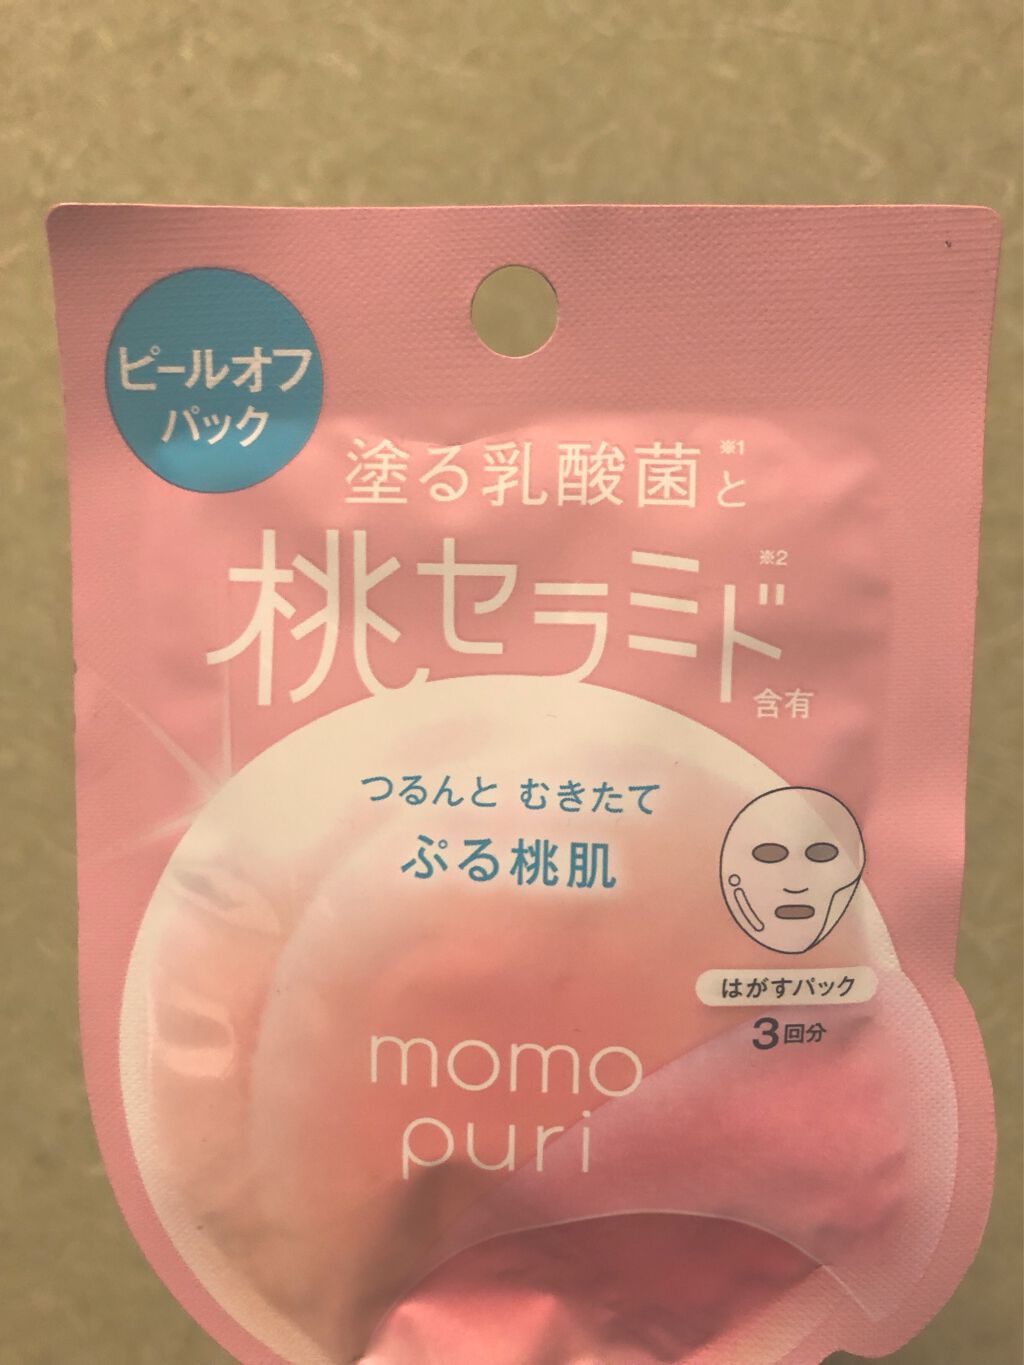 ピールオフ
パック
塗る乳酸菌※1と
桃セラミド※2
含有
つるんと むきたて
ぷる桃肌
はがすパック
3回分
momo
puri